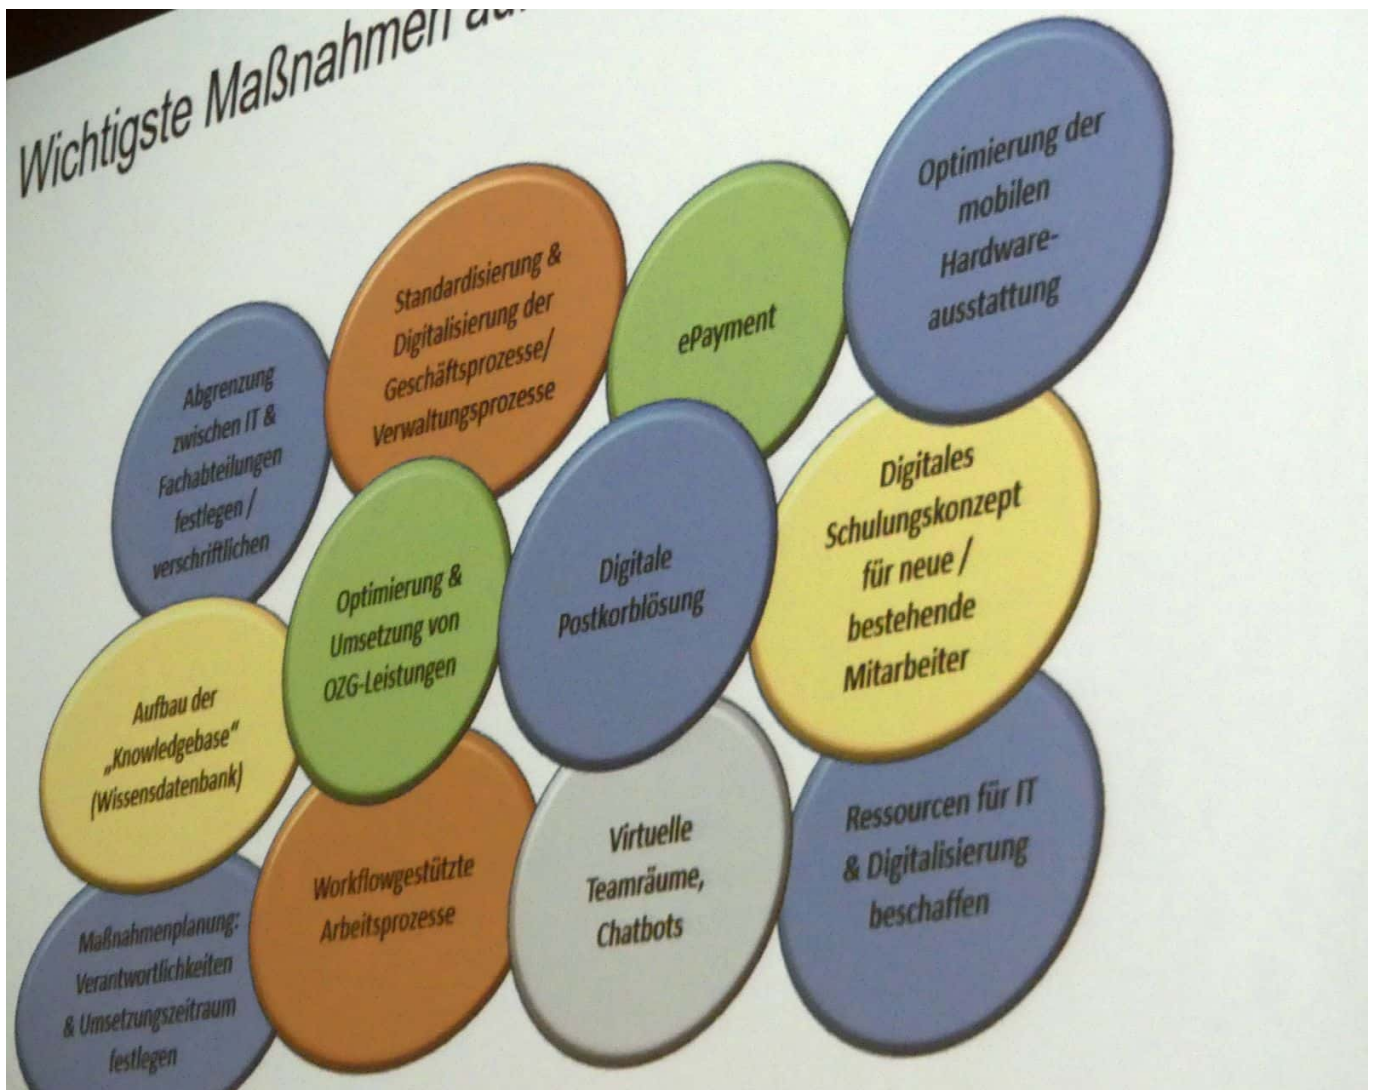 Wichtigste Maßnahmen
Optimierung der
mobilen
Hardware-
ausstattung
Standardisierung &
Digitalisierung der
Geschäftsprozesse/
Verwaltungsprozesse
ePayment
Abgrenzung
zwischen IT &
Fachabteilungen
festlegen /
verschriftlichen
Digitales
Schulungskonzept
für neue /
bestehende
Mitarbeiter
Optimierung &
Umsetzung von
OZG-Leistungen
Digitale
Postkorblösung
Aufbau der
„Knowledgebase“
(Wissensdatenbank)
Ressourcen für IT
& Digitalisierung
beschaffen
Virtuelle
Teamräume,
Chatbots
Workflowgestützte
Arbeitsprozesse
Maßnahmenplanung:
Verantwortlichkeiten
& Umsetzungszeitraum
festlegen